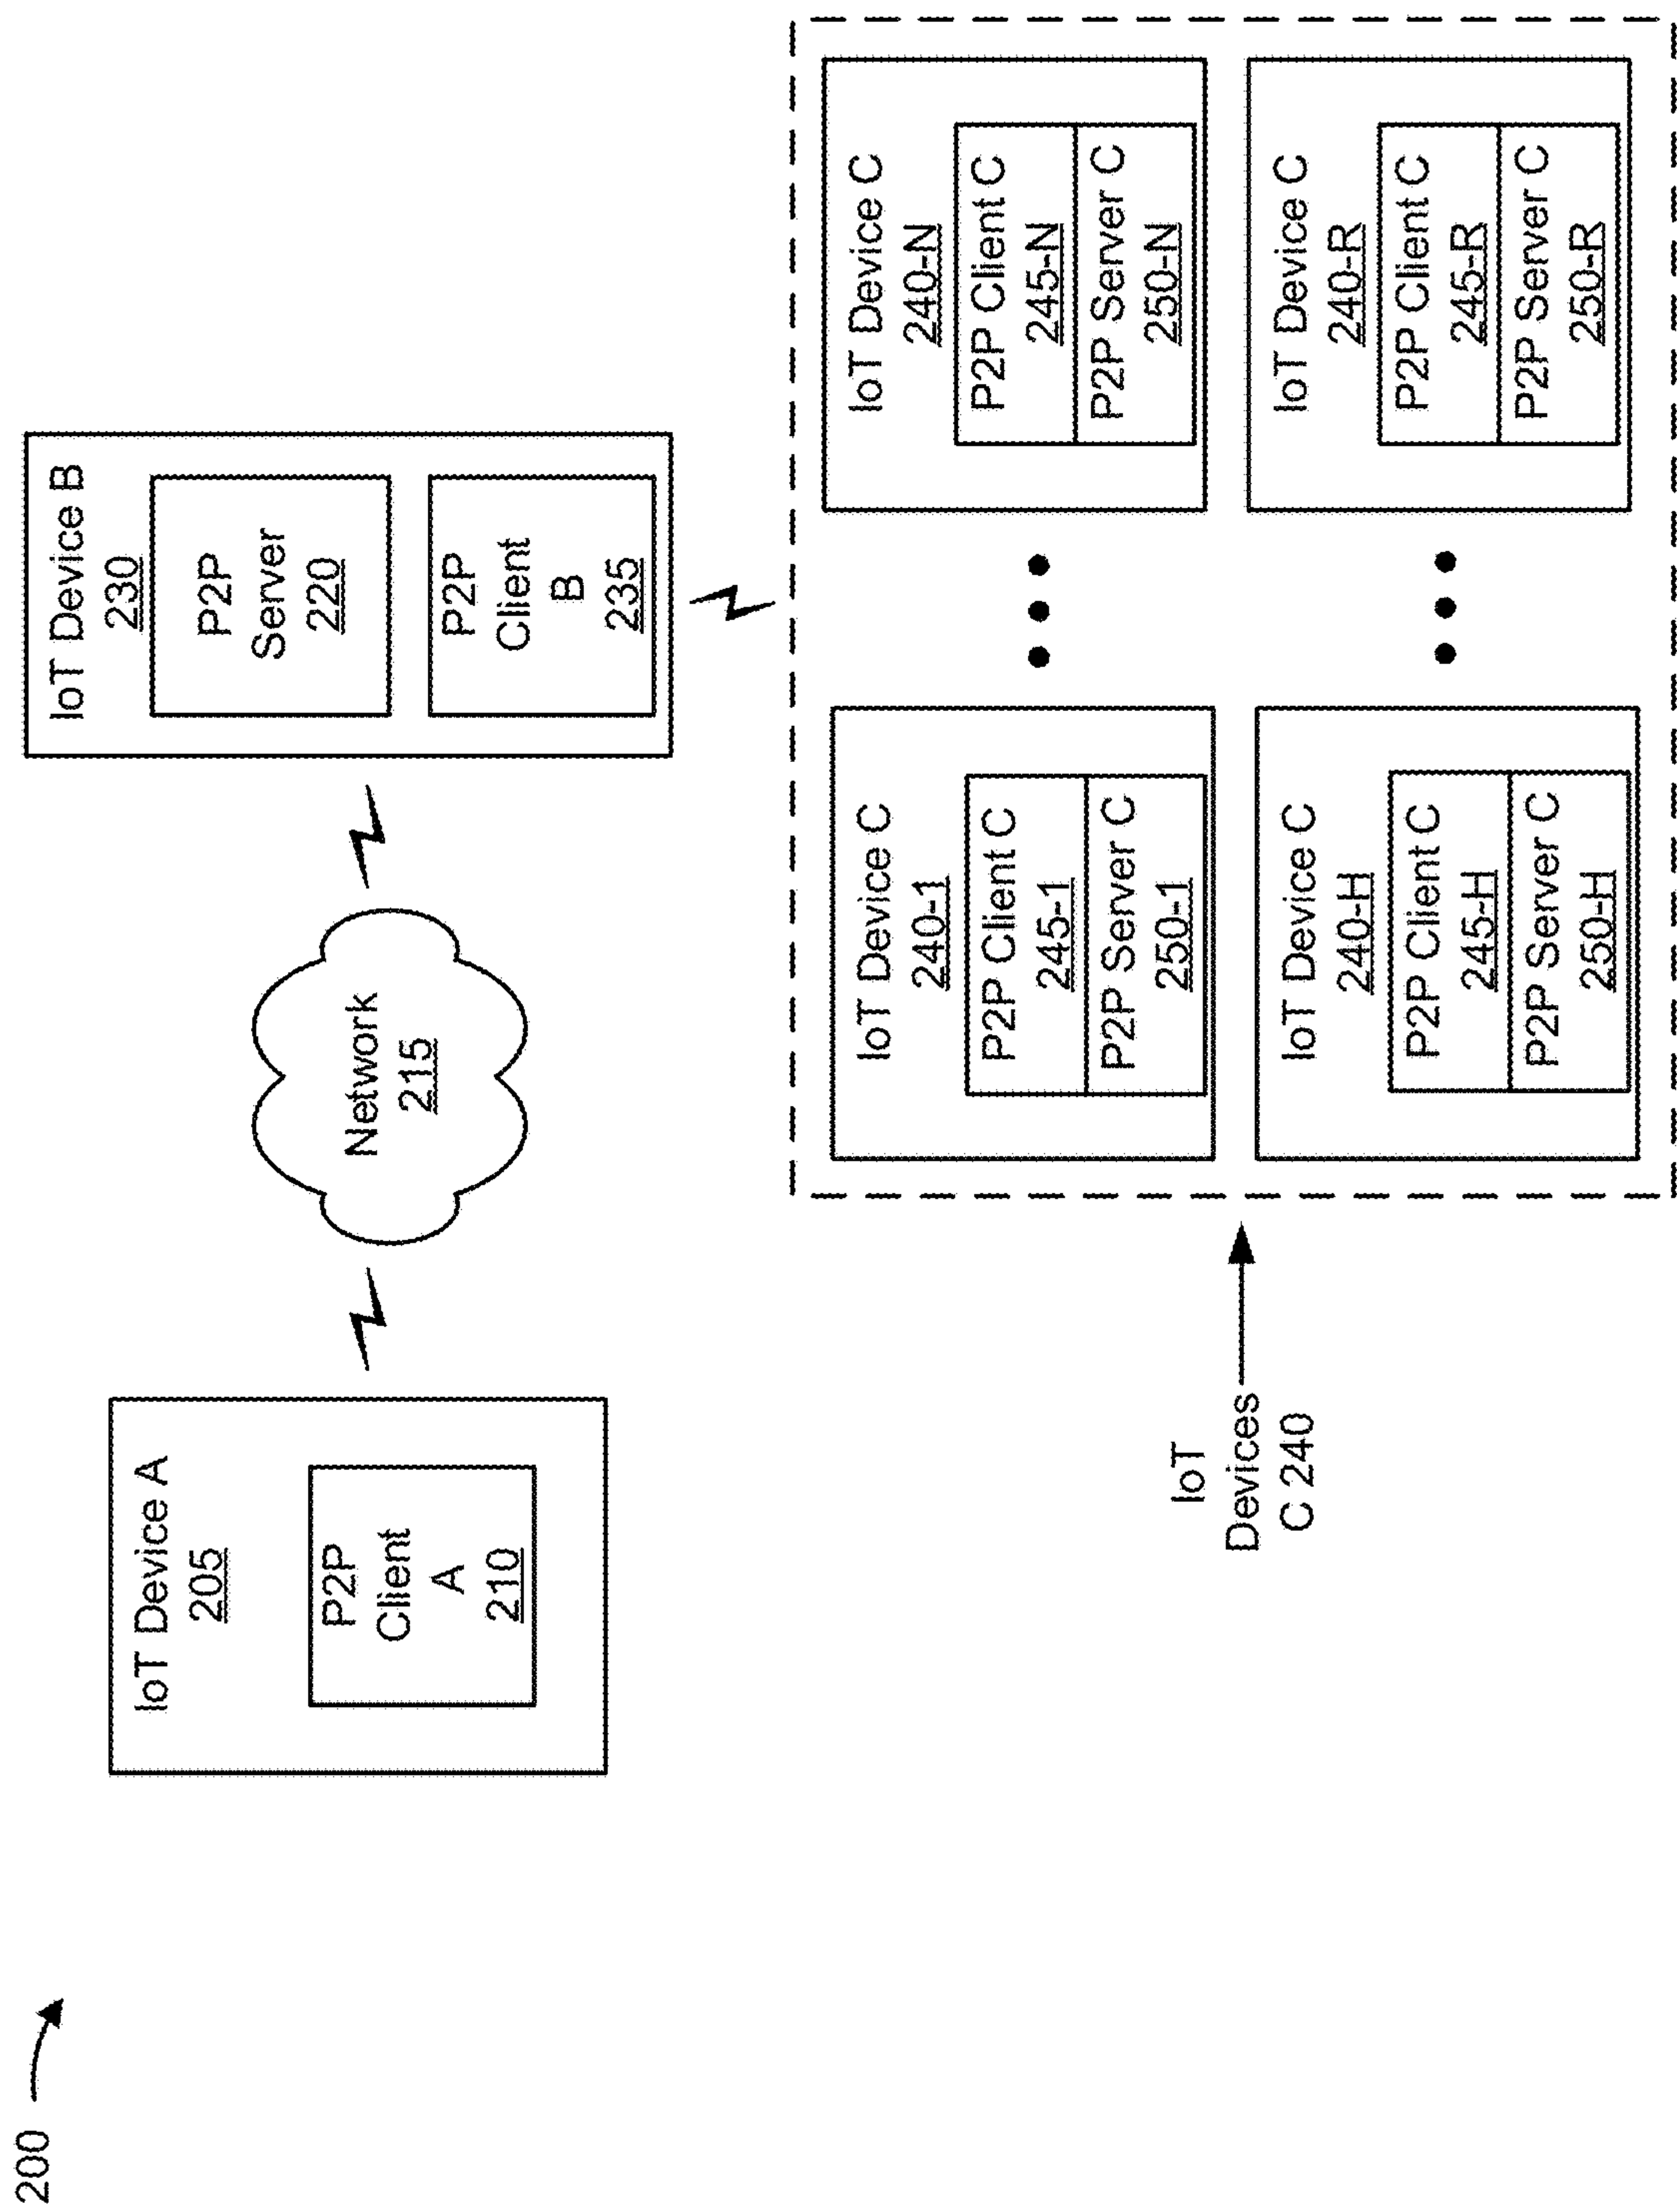 200
IoT Device A
205
P2P
Client
A
210
Network
215
IoT Device B
230
P2P
Server
220
P2P
Client
B
235
IoT
Devices
C 240
IoT Device C
240-1
P2P Client C
245-1
P2P Server C
250-1
IoT Device C
240-N
P2P Client C
245-N
P2P Server C
250-N
IoT Device C
240-H
P2P Client C
245-H
P2P Server C
250-H
IoT Device C
240-R
P2P Client C
245-R
P2P Server C
250-R